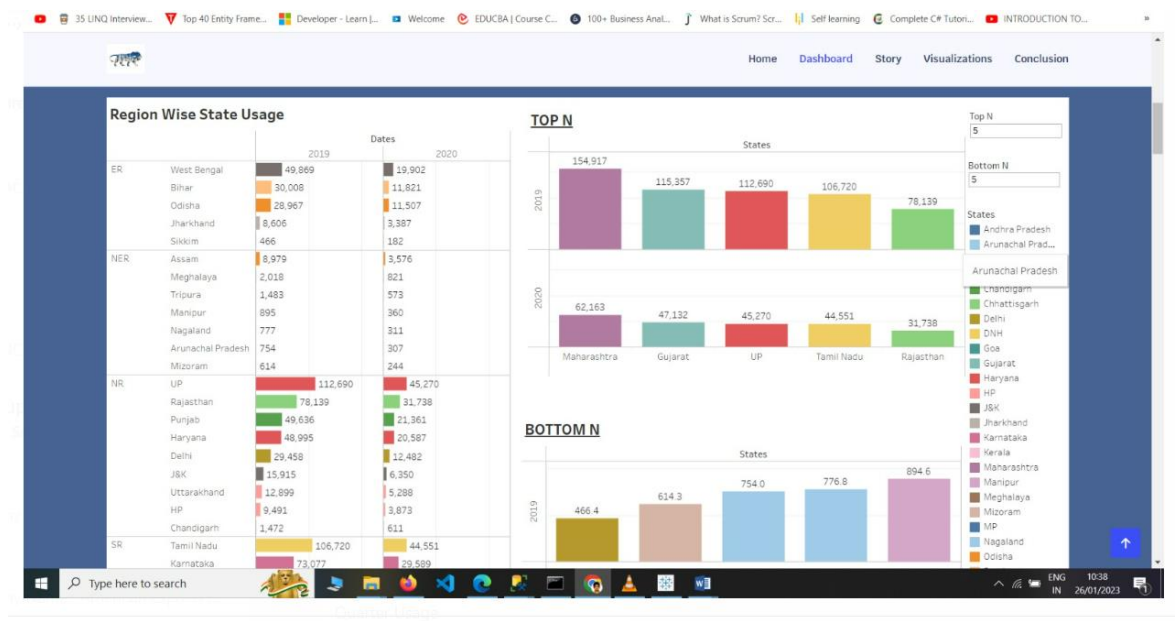 35 LINQ Interview... Top 40 Entity Frame... Developer - Learn |... Welcome EDUCBA | Course C... 100+ Business Anal... What is Scrum? Scr... Self learning Complete C# Tutori... INTRODUCTION TO... »
Home Dashboard Story Visualizations Conclusion
Region Wise State Usage
Dates
2019 2020
ER West Bengal 49,869 19,902
Bihar 30,008 11,821
Odisha 28,967 11,507
Jharkhand 8,606 3,387
Sikkim 466 182
NER Assam 8,979 3,576
Meghalaya 2,018 821
Tripura 1,483 573
Manipur 895 360
Nagaland 777 311
Arunachal Pradesh 754 307
Mizoram 614 244
NR UP 112,690 45,270
Rajasthan 78,139 31,738
Punjab 49,636 21,361
Haryana 48,995 20,587
Delhi 29,458 12,482
J&K 15,915 6,350
Uttarakhand 12,899 5,288
HP 9,491 3,873
Chandigarh 1,472 611
SR Tamil Nadu 106,720 44,551
Karnataka 73,077 29,589
TOP N
States
2019
154,917 115,357 112,690 106,720 78,139
2020
62,163 47,132 45,270 44,551 31,738
Maharashtra Gujarat UP Tamil Nadu Rajasthan
BOTTOM N
States
2019
466.4 614.3 754.0 776.8 894.6
Top N
5
Bottom N
5
States
Andhra Pradesh
Arunachal Prad...
Arunachal Pradesh
Chandigarh
Chhattisgarh
Delhi
DNH
Goa
Gujarat
Haryana
HP
J&K
Jharkhand
Karnataka
Kerala
Maharashtra
Manipur
Meghalaya
Mizoram
MP
Nagaland
Odisha
Type here to search
ENG 10:38
IN 26/01/2023
1